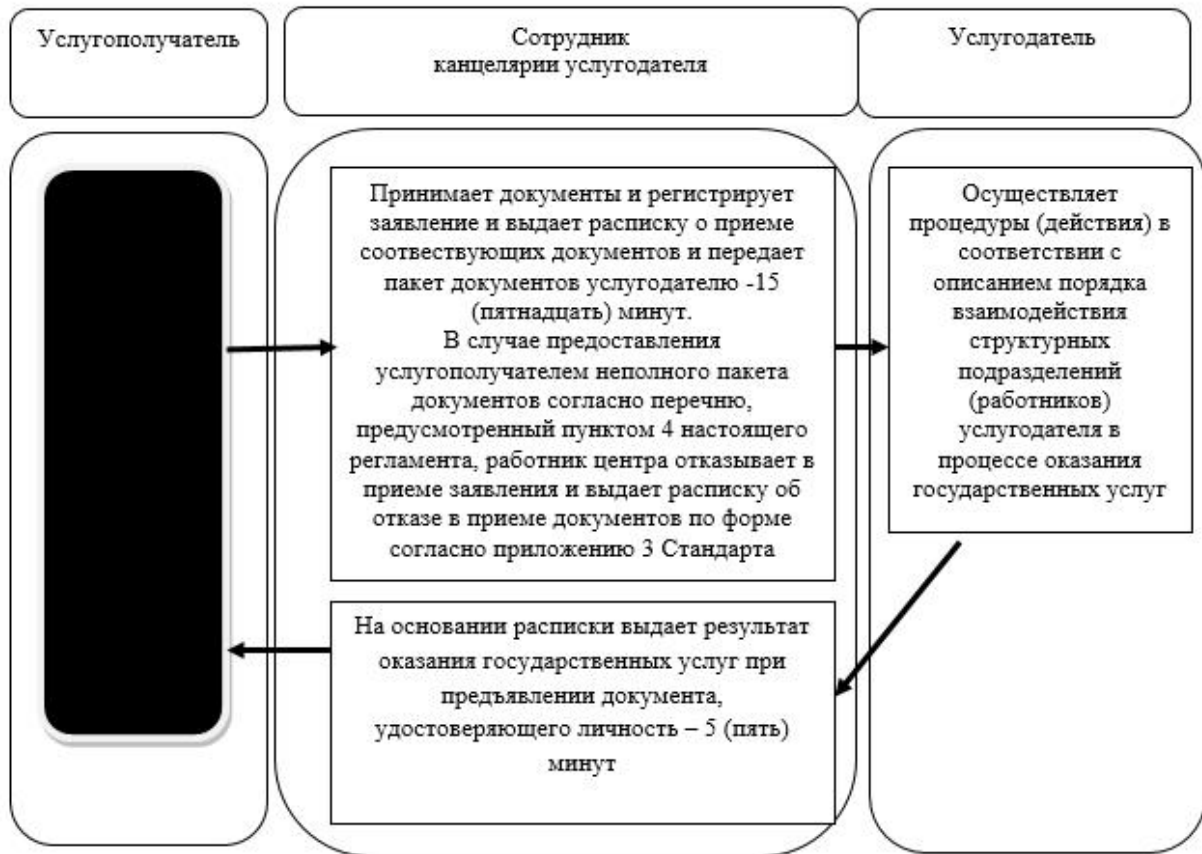 Услугополучатель
Сотрудник
канцелярии услугодателя
Услугодатель
Принимает документы и регистрирует
заявление и выдает расписку о приеме
соотвествующих документов и передает
пакет документов услугодателю -15
(пятнадцать) минут.
В случае предоставления
услугополучателем неполного пакета
документов согласно перечню,
предусмотренный пунктом 4 настоящего
регламента, работник центра отказывает в
приеме заявления и выдает расписку об
отказе в приеме документов по форме
согласно приложению 3 Стандарта
Осуществляет
процедуры (действия) в
соответствии с
описанием порядка
взаимодействия
структурных
подразделений
(работников)
услугодателя в
процессе оказания
государственных услуг
На основании расписки выдает результат
оказания государственных услуг при
предъявлении документа,
удостоверяющего личность – 5 (пять)
минут